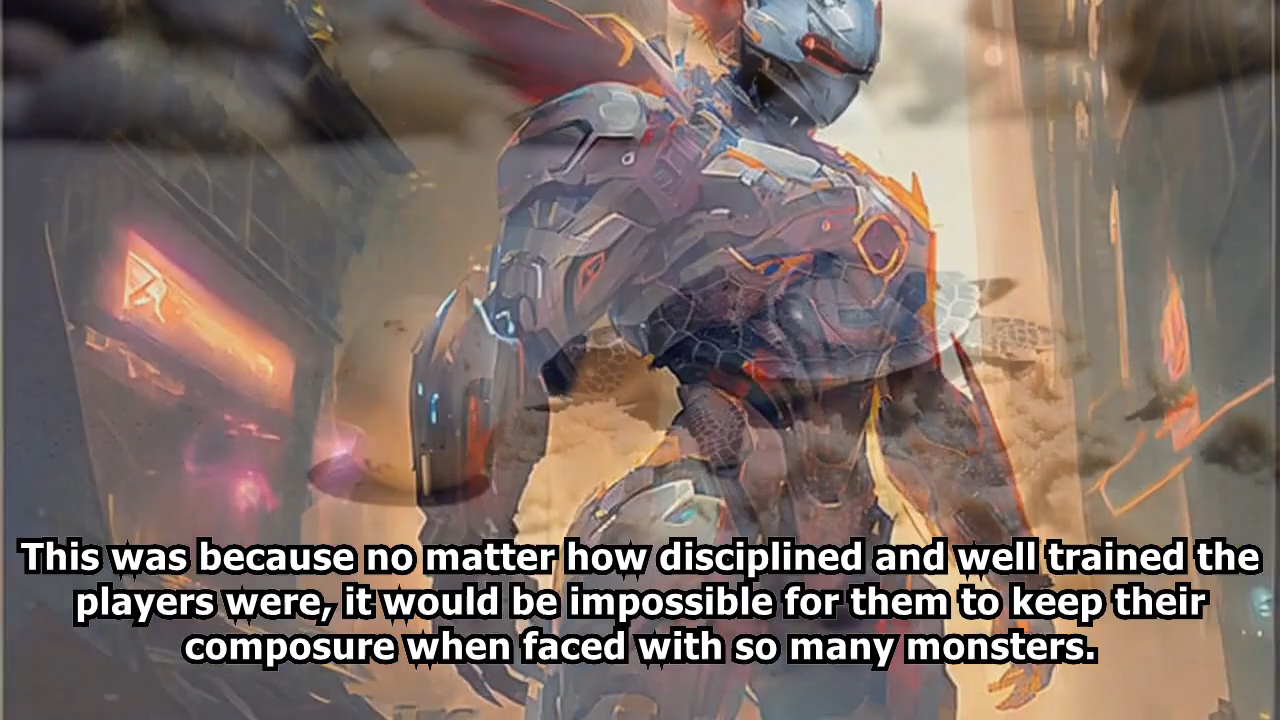 This was because no matter how disciplined and well trained the
players were, it would be impossible for them to keep their
composure when faced with so many monsters.